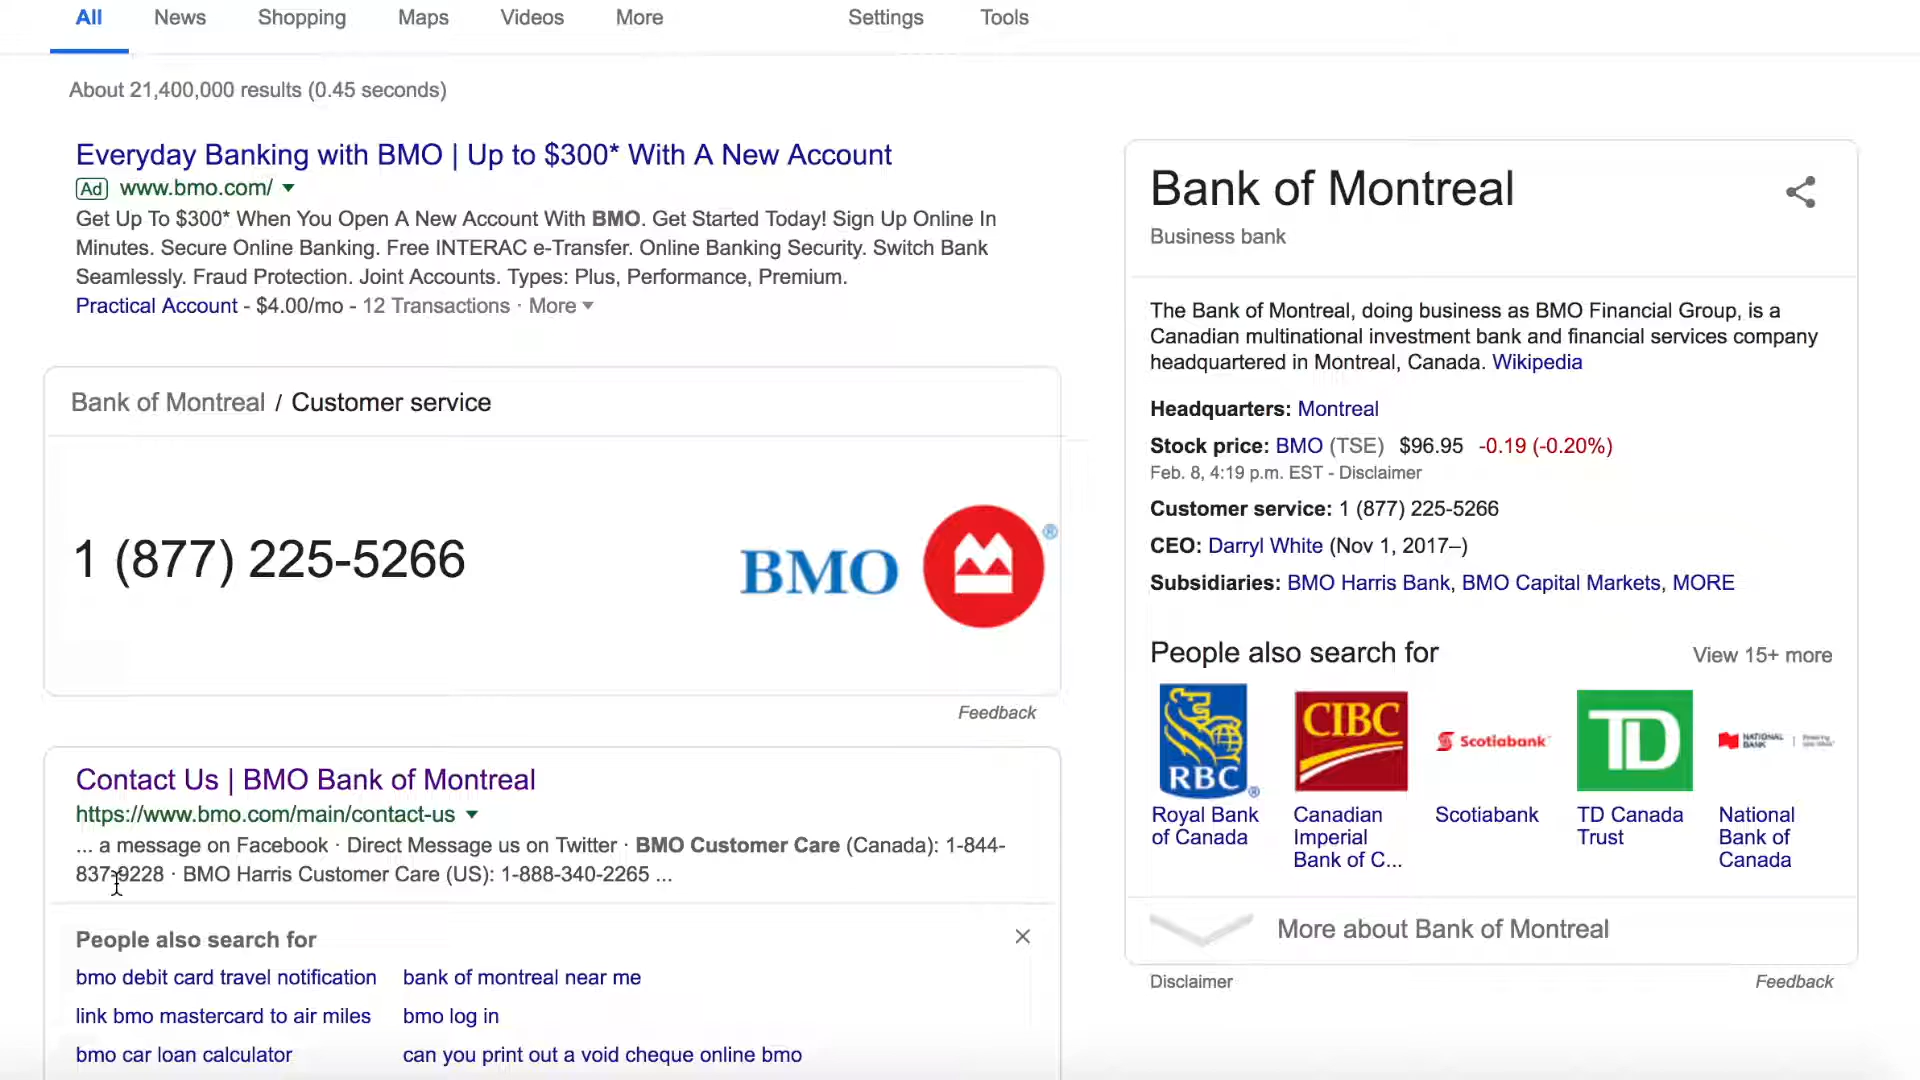 All News Shopping Maps Videos More Settings Tools
About 21,400,000 results (0.45 seconds)
Everyday Banking with BMO | Up to $300* With A New Account
Ad www.bmo.com/
Get Up To $300* When You Open A New Account With BMO. Get Started Today! Sign Up Online In
Minutes. Secure Online Banking. Free INTERAC e-Transfer. Online Banking Security. Switch Bank
Seamlessly. Fraud Protection. Joint Accounts. Types: Plus, Performance, Premium.
Practical Account - $4.00/mo - 12 Transactions · More
Bank of Montreal / Customer service
1 (877) 225-5266
BMO ®
Feedback
Contact Us | BMO Bank of Montreal
https://www.bmo.com/main/contact-us
... a message on Facebook · Direct Message us on Twitter · BMO Customer Care (Canada): 1-844-
837-9228 · BMO Harris Customer Care (US): 1-888-340-2265 ...
People also search for
bmo debit card travel notification bank of montreal near me
link bmo mastercard to air miles bmo log in
bmo car loan calculator can you print out a void cheque online bmo
Bank of Montreal
Business bank
The Bank of Montreal, doing business as BMO Financial Group, is a
Canadian multinational investment bank and financial services company
headquartered in Montreal, Canada. Wikipedia
Headquarters: Montreal
Stock price: BMO (TSE) $96.95 -0.19 (-0.20%)
Feb. 8, 4:19 p.m. EST - Disclaimer
Customer service: 1 (877) 225-5266
CEO: Darryl White (Nov 1, 2017–)
Subsidiaries: BMO Harris Bank, BMO Capital Markets, MORE
People also search for View 15+ more
RBC ® CIBC Scotiabank TD NATIONAL
BANK
Royal Bank
of Canada
Canadian
Imperial
Bank of C...
Scotiabank
TD Canada
Trust
National
Bank of
Canada
More about Bank of Montreal
Disclaimer Feedback